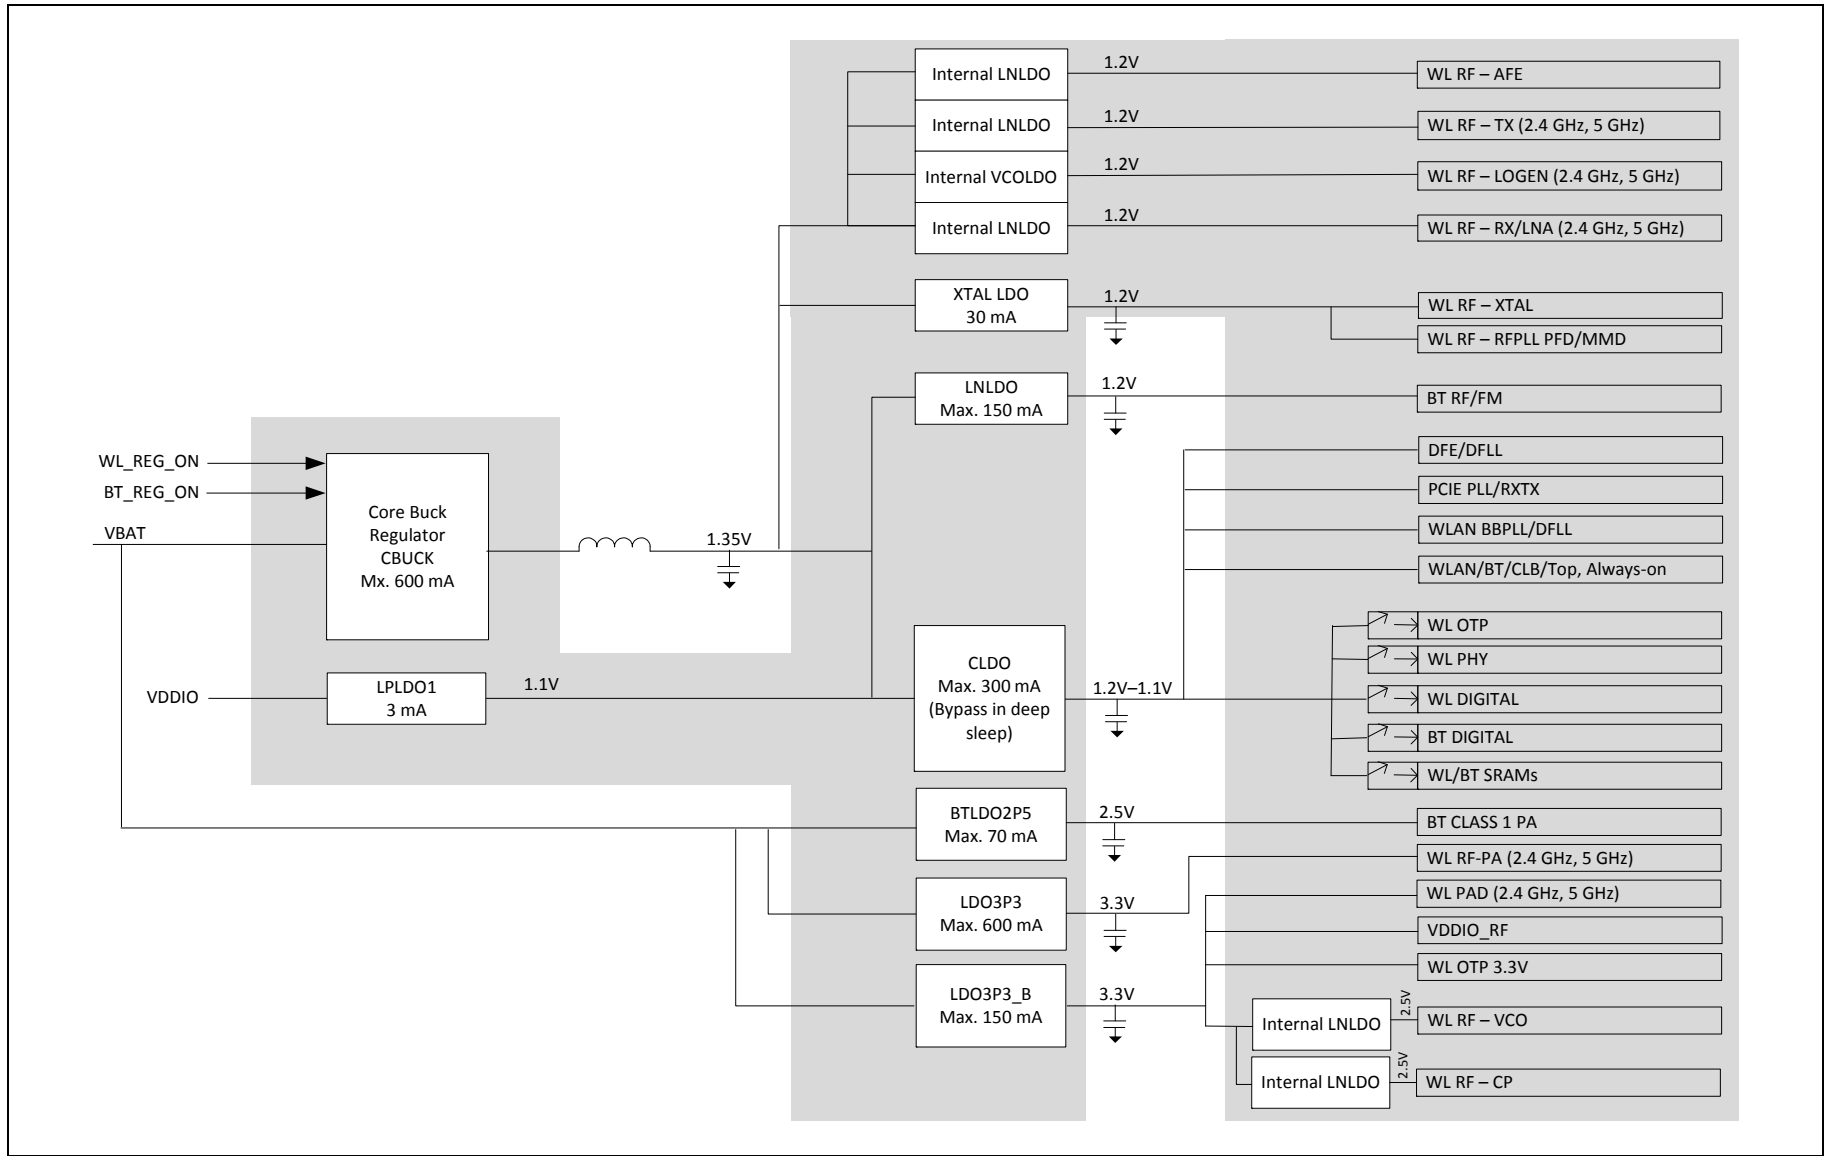 Internal LNLDO
1.2V
WL RF – AFE
Internal LNLDO
1.2V
WL RF – TX (2.4 GHz, 5 GHz)
Internal VCOLDO
1.2V
WL RF – LOGEN (2.4 GHz, 5 GHz)
Internal LNLDO
1.2V
WL RF – RX/LNA (2.4 GHz, 5 GHz)
XTAL LDO
30 mA
1.2V
WL RF – XTAL
WL RF – RFPLL PFD/MMD
LNLDO
Max. 150 mA
1.2V
BT RF/FM
WL_REG_ON
BT_REG_ON
VBAT
Core Buck
Regulator
CBUCK
Mx. 600 mA
1.35V
DFE/DFLL
PCIE PLL/RXTX
WLAN BBPLL/DFLL
WLAN/BT/CLB/Top, Always-on
VDDIO
LPLDO1
3 mA
1.1V
CLDO
Max. 300 mA
(Bypass in deep
sleep)
1.2V–1.1V
WL OTP
WL PHY
WL DIGITAL
BT DIGITAL
WL/BT SRAMs
BTLDO2P5
Max. 70 mA
2.5V
BT CLASS 1 PA
LDO3P3
Max. 600 mA
3.3V
WL RF-PA (2.4 GHz, 5 GHz)
WL PAD (2.4 GHz, 5 GHz)
VDDIO_RF
WL OTP 3.3V
LDO3P3_B
Max. 150 mA
3.3V
Internal LNLDO
2.5V
WL RF – VCO
Internal LNLDO
2.5V
WL RF – CP